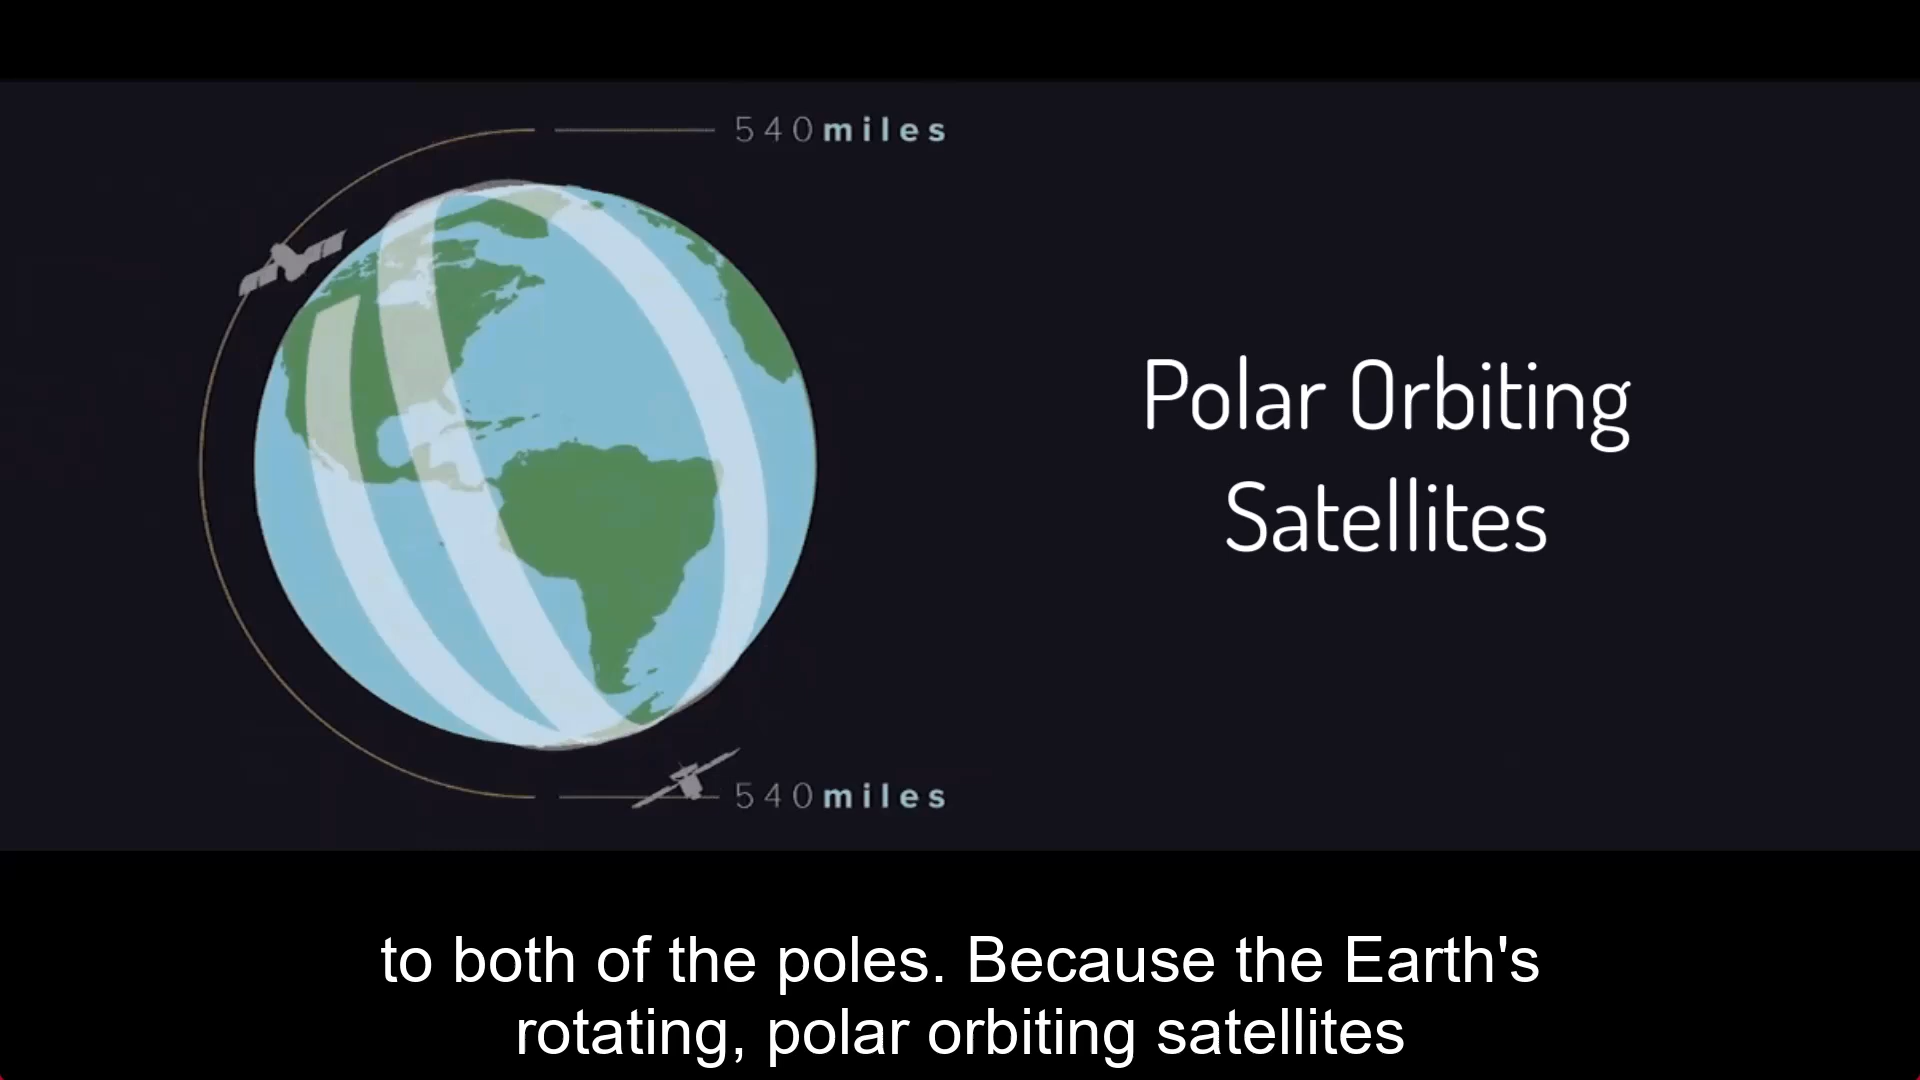 540miles
Polar Orbiting
Satellites
540miles
to both of the poles. Because the Earth's
rotating, polar orbiting satellites